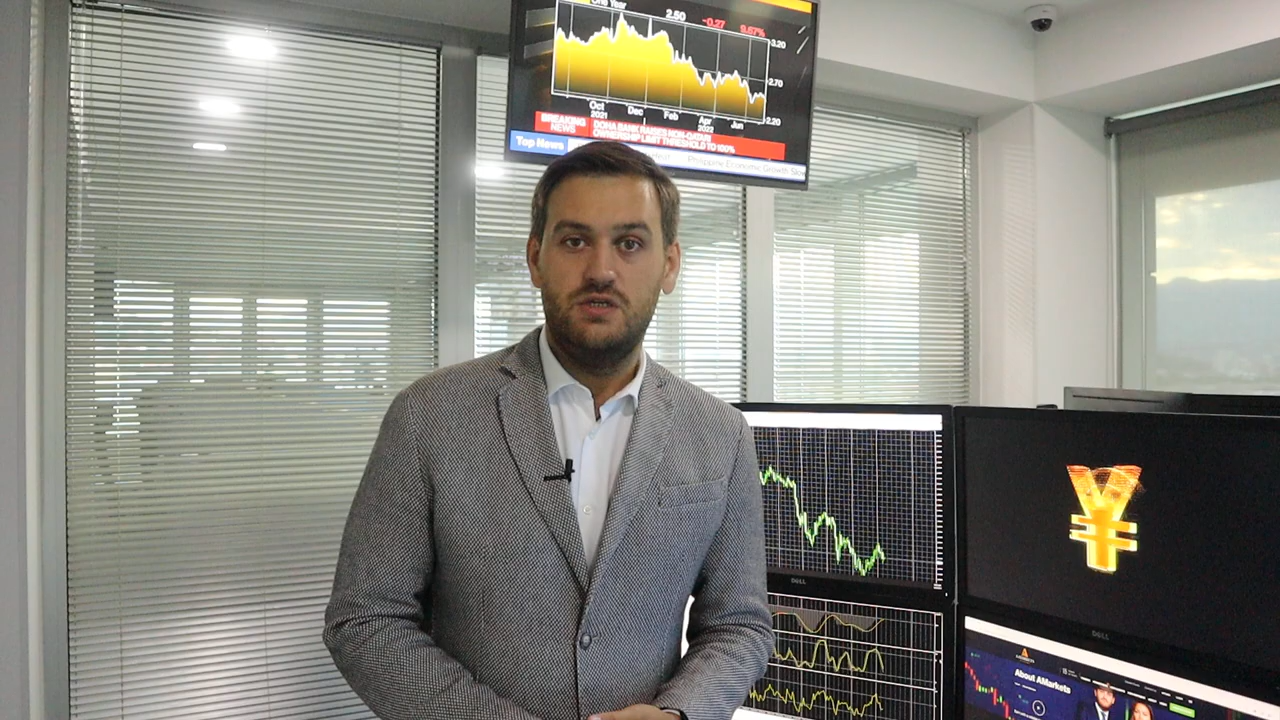 One Year
2.50
-0.27
9.67%
3.20
2.70
2.20
Oct
Dec
Feb
Apr
Jun
2021
2022
BREAKING
NEWS
DOHA BANK RAISES NON-QATARI
OWNERSHIP LIMIT THRESHOLD TO 100%
Top News
Philippine Economic Growth Slow
DELL
¥
DELL
About AMarkets